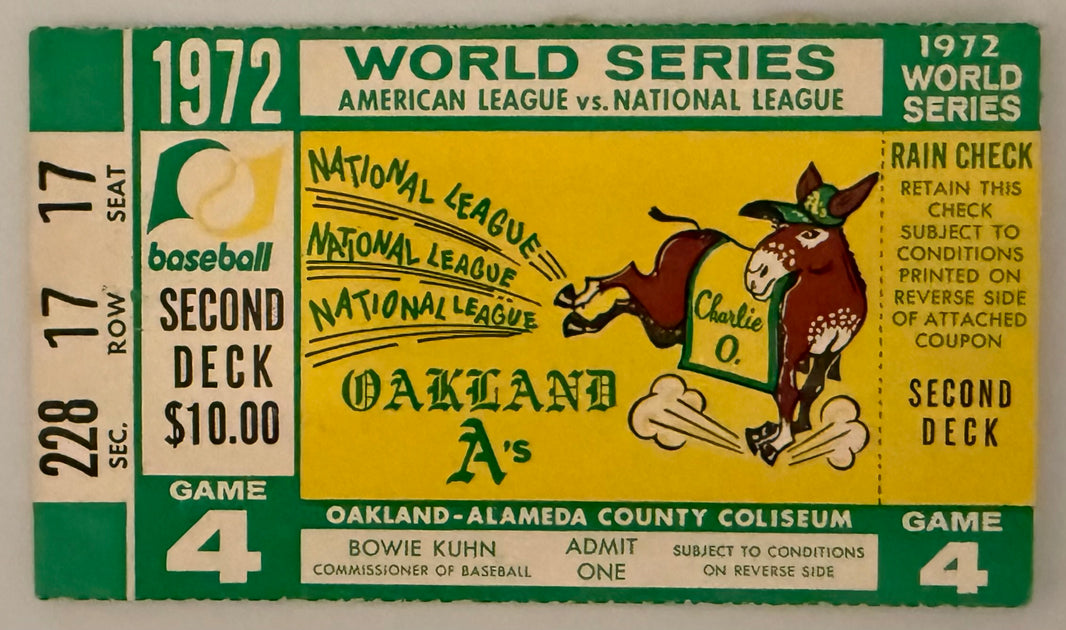 228 17 17
SEC. ROW SEAT
1972
baseball
SECOND
DECK
$10.00
GAME
4
WORLD SERIES
AMERICAN LEAGUE vs. NATIONAL LEAGUE
NATIONAL LEAGUE
NATIONAL LEAGUE
NATIONAL LEAGUE
A's
Charlie
O.
OAKLAND
A's
OAKLAND-ALAMEDA COUNTY COLISEUM
BOWIE KUHN
COMMISSIONER OF BASEBALL
ADMIT
ONE
SUBJECT TO CONDITIONS
ON REVERSE SIDE
1972
WORLD
SERIES
RAIN CHECK
RETAIN THIS
CHECK
SUBJECT TO
CONDITIONS
PRINTED ON
REVERSE SIDE
OF ATTACHED
COUPON
SECOND
DECK
GAME
4